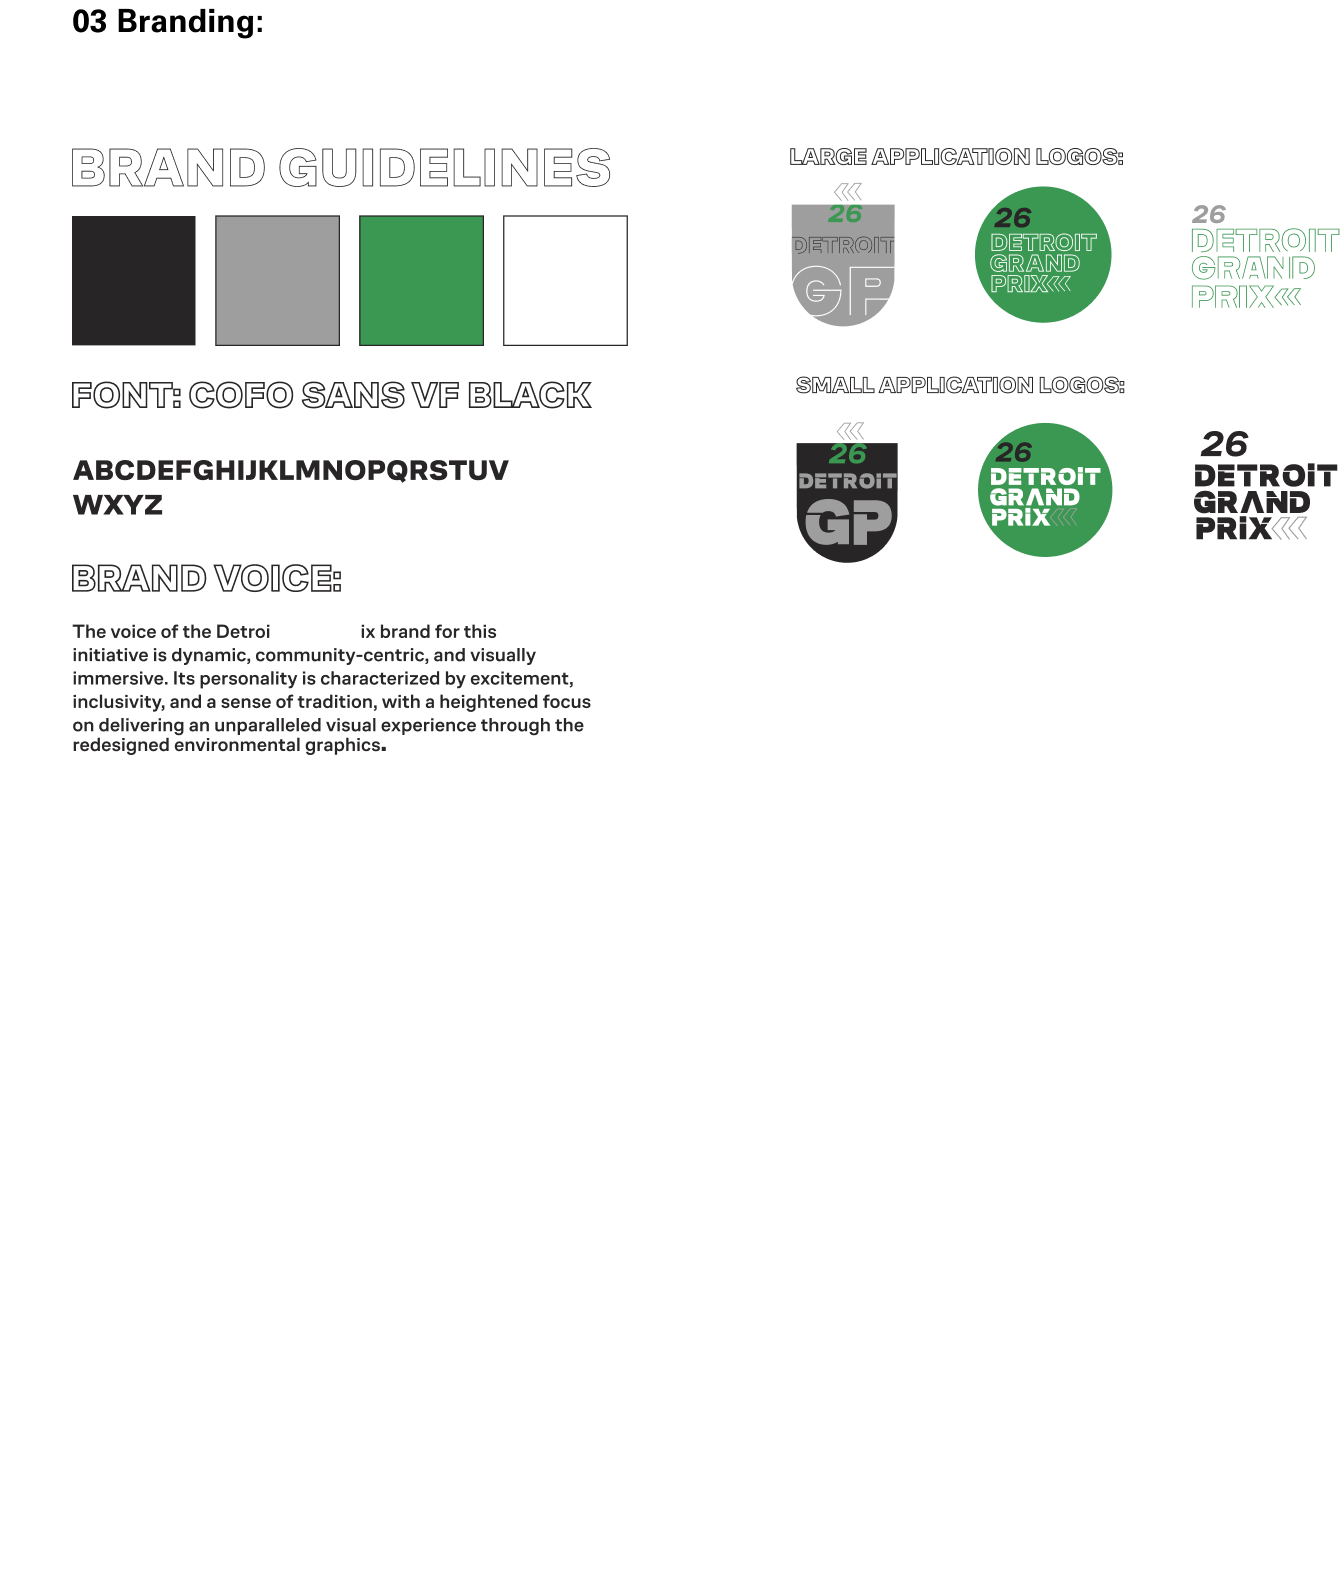 03 Branding:
BRAND GUIDELINES
FONT: COFO SANS VF BLACK
ABCDEFGHIJKLMNOPQRSTUV
WXYZ
BRAND VOICE:
The voice of the Detroi ix brand for this
initiative is dynamic, community-centric, and visually
immersive. Its personality is characterized by excitement,
inclusivity, and a sense of tradition, with a heightened focus
on delivering an unparalleled visual experience through the
redesigned environmental graphics.
LARGE APPLICATION LOGOS:
26
DETROIT
GP
26
DETROIT
GRAND
PRIX
26
DETROIT
GRAND
PRIX
SMALL APPLICATION LOGOS:
26
DETROiT
GP
26
DETROiT
GRAND
PRiX
26
DETROiT
GRAND
PRiX